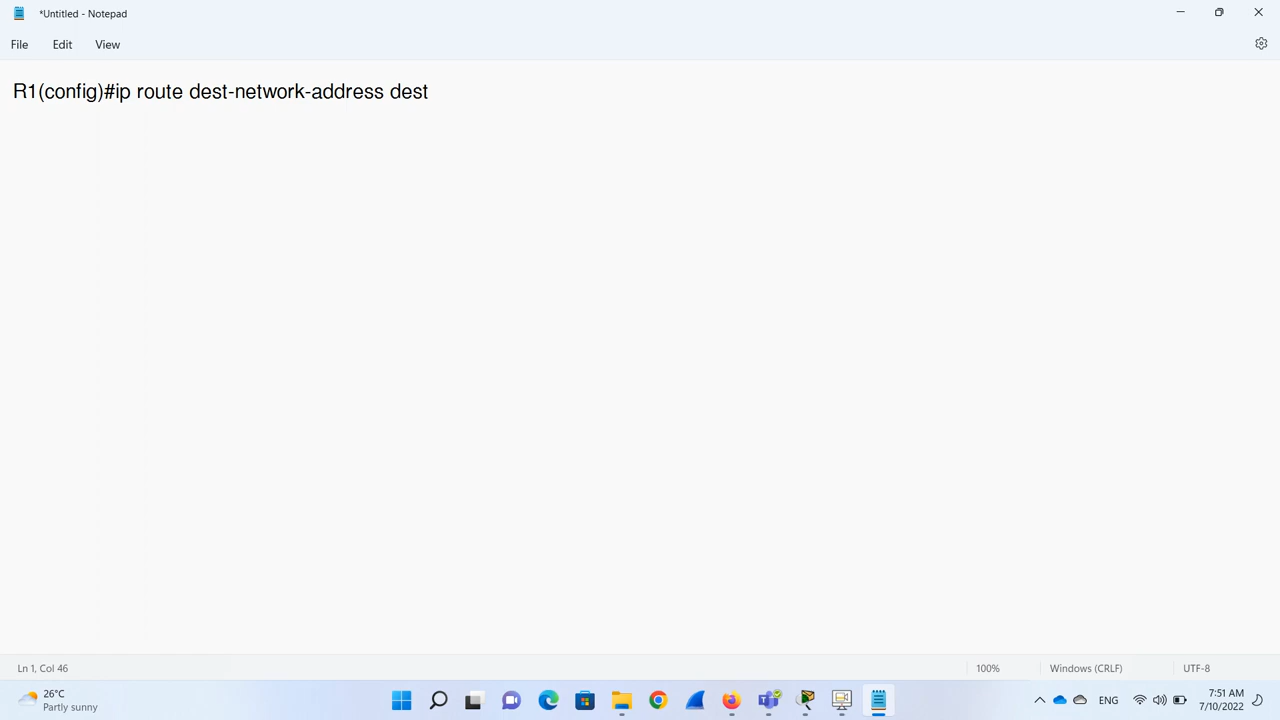 *Untitled - Notepad
File Edit View
R1(config)#ip route dest-network-address dest
Ln 1, Col 46 100% Windows (CRLF) UTF-8
26°C
Partly sunny
ENG
7:51 AM
7/10/2022